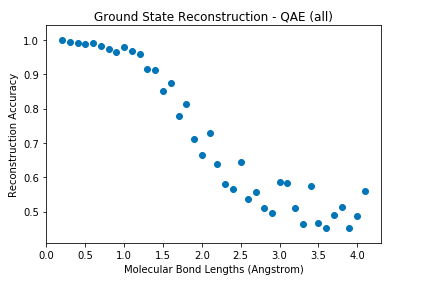 Ground State Reconstruction - QAE (all)
1.0
0.9
0.8
0.7
0.6
0.5
Reconstruction Accuracy
0.0 0.5 1.0 1.5 2.0 2.5 3.0 3.5 4.0
Molecular Bond Lengths (Angstrom)